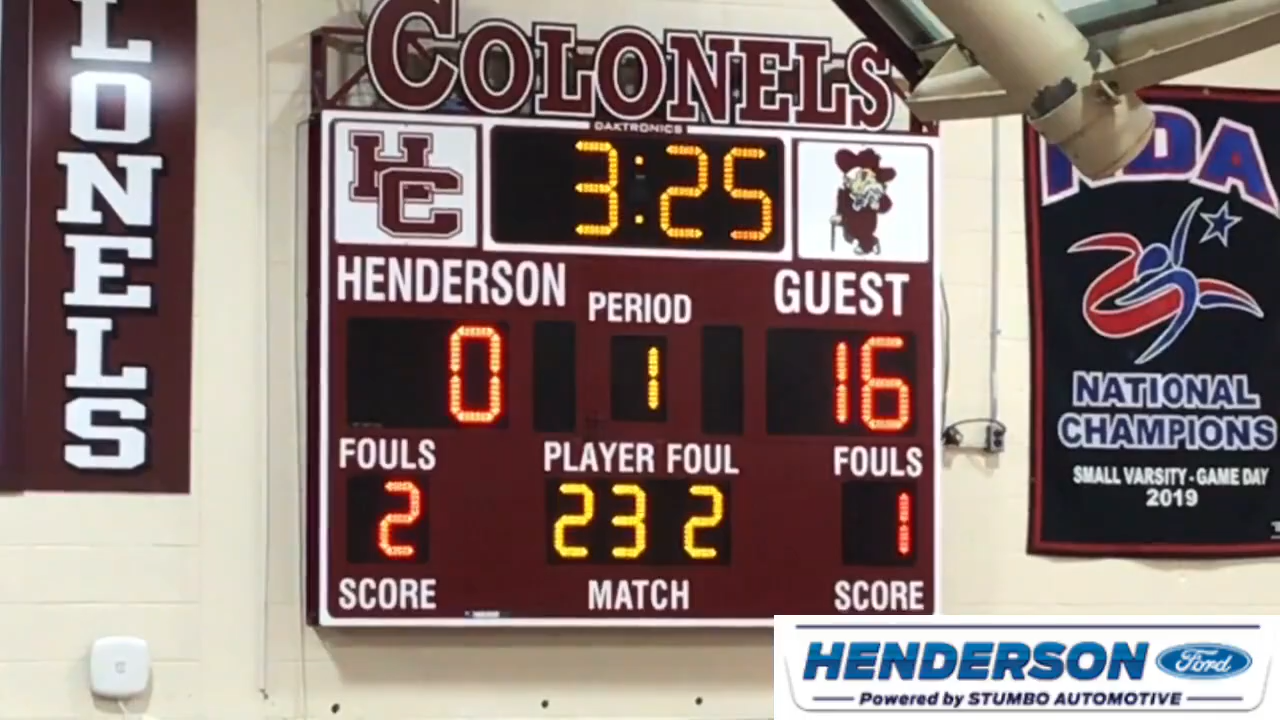 LONELS
COLONELS
DAKTRONICS
HC
3:25
HENDERSON
PERIOD
GUEST
0
1
16
FOULS
PLAYER FOUL
FOULS
2
23 2
1
SCORE
MATCH
SCORE
NDA
NATIONAL
CHAMPIONS
SMALL VARSITY - GAME DAY
2019
HENDERSON Ford
Powered by STUMBO AUTOMOTIVE